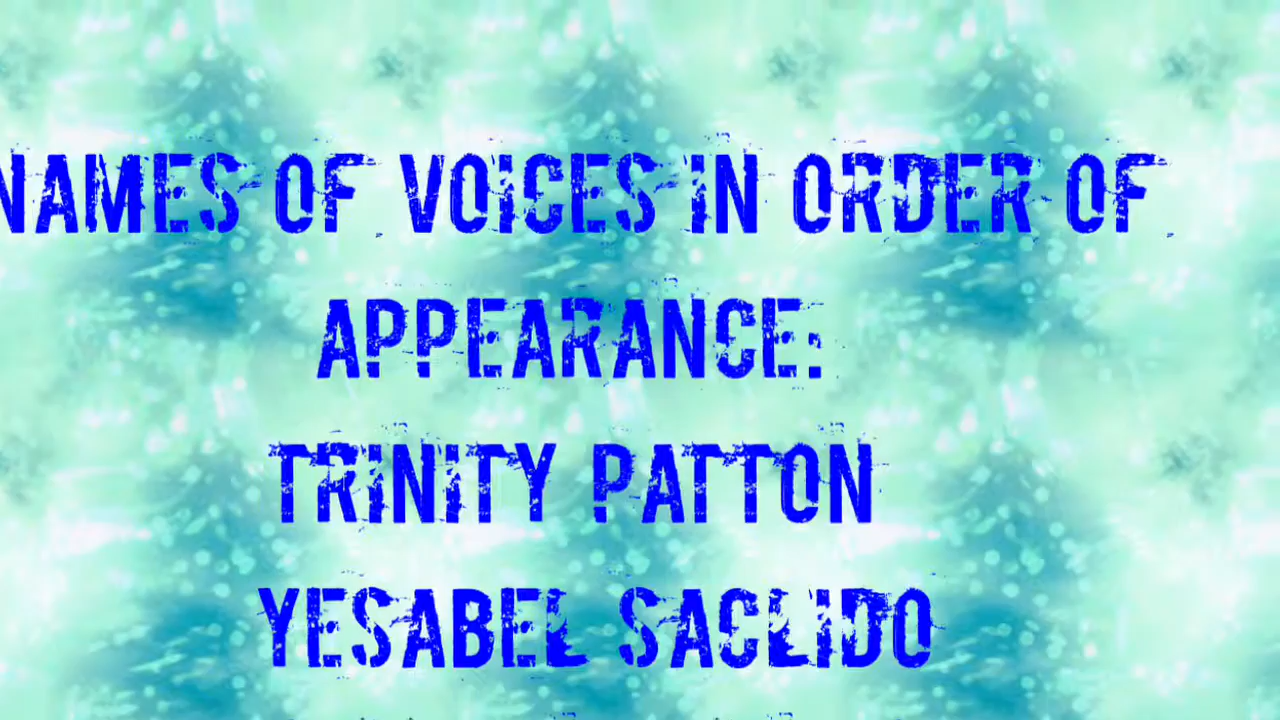 NAMES OF VOICES IN ORDER OF
APPEARANCE:
TRINITY PATTON
YESABEL SACLIDO